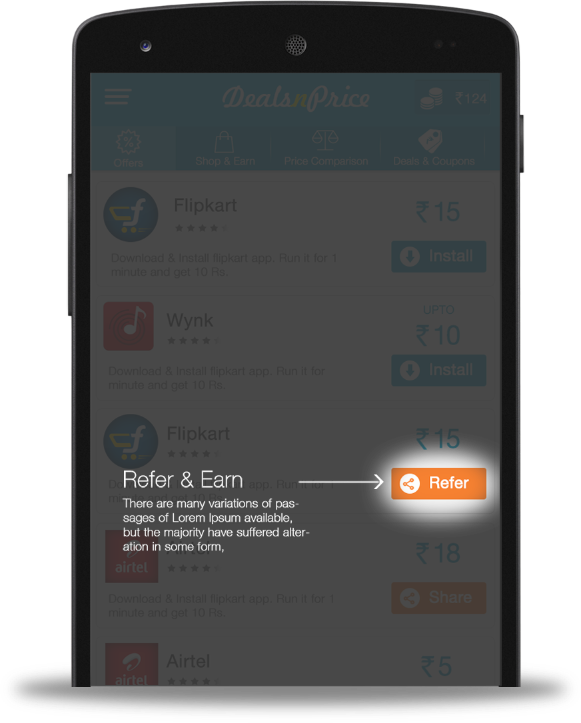 DealsnPrice
₹124
Offers
Shop & Earn
Price Comparison
Deals & Coupons
Flipkart
₹15
Download & Install flipkart app. Run it for 1
minute and get 10 Rs.
Install
Wynk
UPTO
₹10
Download & install flipkart app. Run it for
minute and get 10 Rs
Install
Flipkart
₹15
Refer & Earn
Refer
There are many variations of pas-
sages of Lorem Ipsum available,
but the majority have suffered alter-
ation in some form,
airtel
₹18
Download & Install flipkart app. Run it for 1
minute and get 10 Rs
Share
Airtel
airtel
₹5